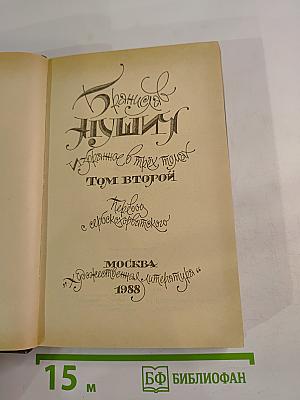 Бранислав
НУШИЧ
Избранное в трех томах
ТОМ ВТОРОЙ
Перевод
с сербскохорватского
МОСКВА
"Художественная литература"
1988
15 м
БФ БИБЛИОФАН